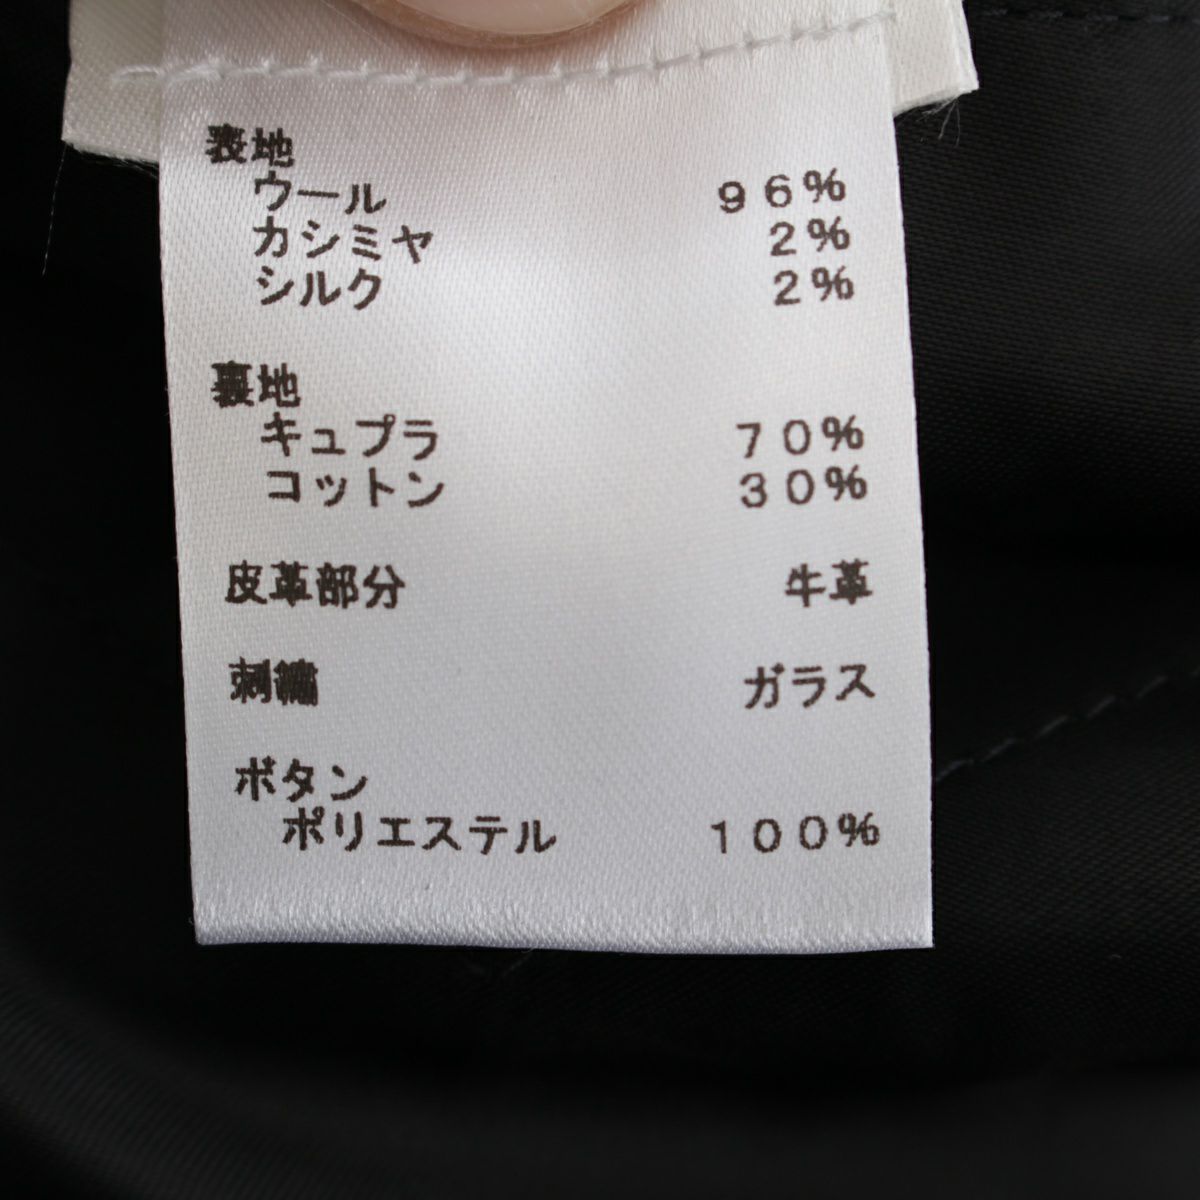 表地
ウール 96%
カシミヤ 2%
シルク 2%
裏地
キュプラ 70%
コットン 30%
皮革部分 牛革
刺繍 ガラス
ボタン
ポリエステル 100%